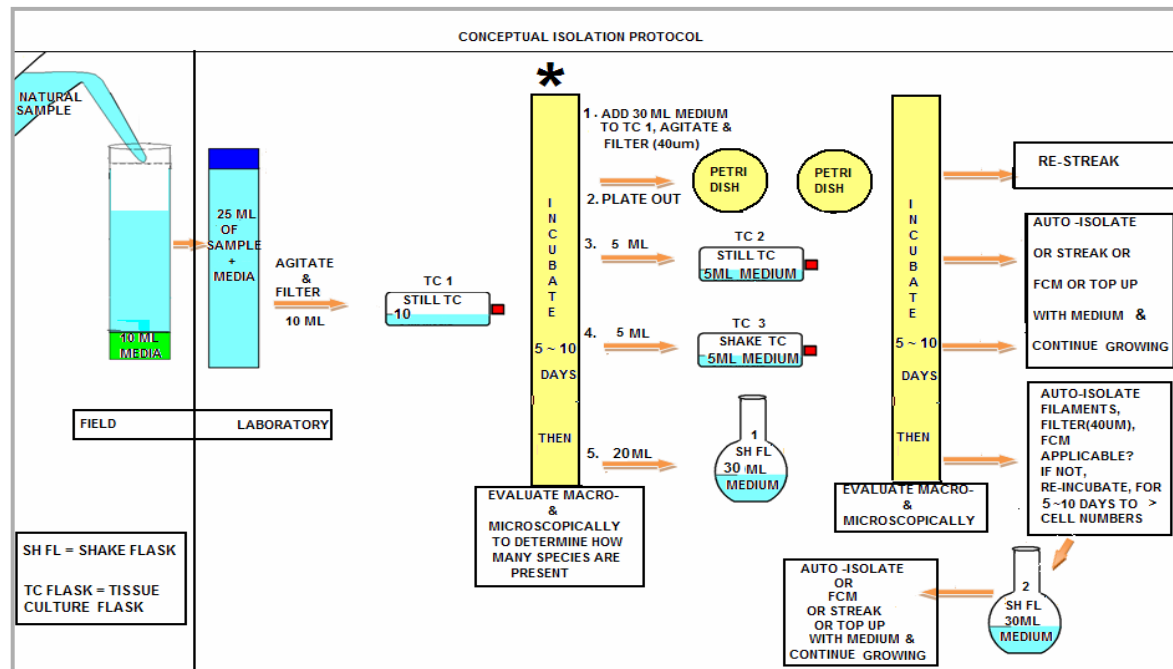 CONCEPTUAL ISOLATION PROTOCOL
NATURAL
SAMPLE
10 ML
MEDIA
25 ML
OF
SAMPLE
+
MEDIA
AGITATE
&
FILTER
10 ML
FIELD
LABORATORY
SH FL = SHAKE FLASK
TC FLASK = TISSUE
CULTURE FLASK
TC 1
STILL TC
10
*
INCUBATE
5 ~ 10
DAYS
THEN
EVALUATE MACRO-
&
MICROSCOPICALLY
TO DETERMINE HOW
MANY SPECIES ARE
PRESENT
1. ADD 30 ML MEDIUM
TO TC 1, AGITATE &
FILTER (40um)
2. PLATE OUT
PETRI
DISH
PETRI
DISH
3. 5 ML
TC 2
STILL TC
5ML MEDIUM
4. 5 ML
TC 3
SHAKE TC
5ML MEDIUM
5. 20 ML
1
SH FL
30 ML
MEDIUM
INCUBATE
5 ~ 10
DAYS
THEN
EVALUATE MACRO-
& MICROSCOPICALLY
RE-STREAK
AUTO -ISOLATE
OR STREAK OR
FCM OR TOP UP
WITH MEDIUM &
CONTINUE GROWING
AUTO-ISOLATE
FILAMENTS,
FILTER(40UM),
FCM
APPLICABLE?
IF NOT,
RE-INCUBATE, FOR
5 ~10 DAYS TO >
CELL NUMBERS
2
SH FL
30ML
MEDIUM
AUTO -ISOLATE
OR
FCM
OR STREAK
OR TOP UP
WITH MEDIUM &
CONTINUE GROWING